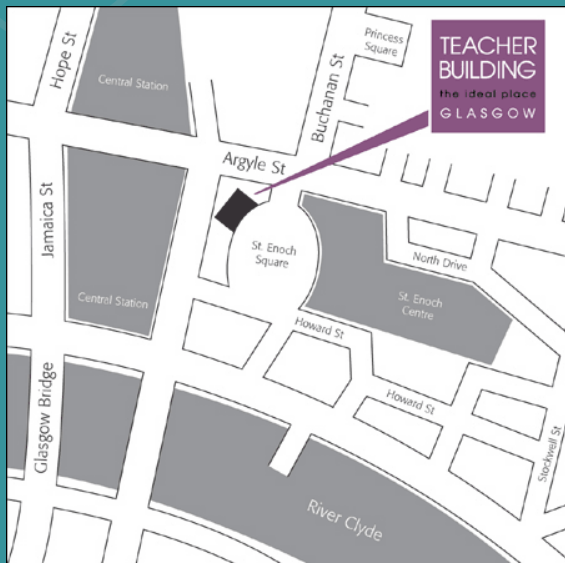 TEACHER
BUILDING
the ideal place
GLASGOW
Princess
Square
Hope St
Central Station
Buchanan St
Argyle St
Jamaica St
St. Enoch
Square
North Drive
Central Station
St. Enoch
Centre
Howard St
Howard St
Glasgow Bridge
Stockwell St
River Clyde